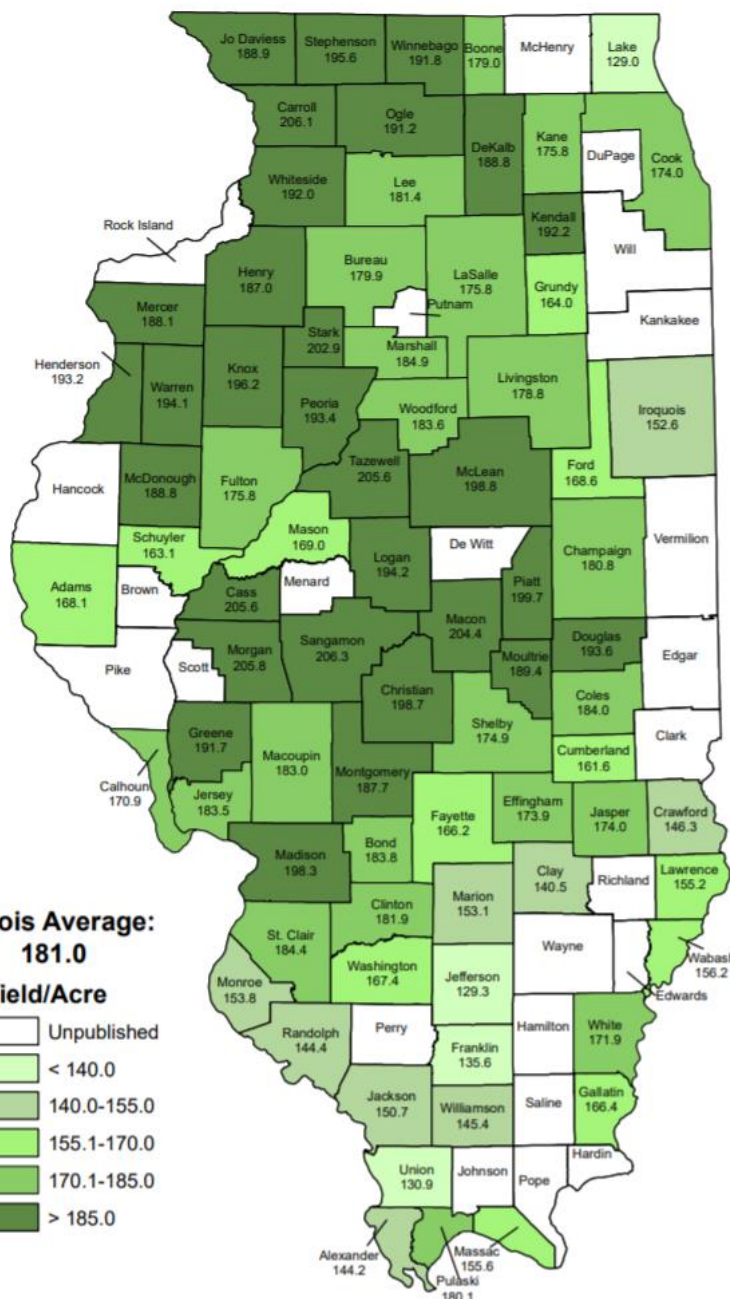 Jo Daviess
188.9
Stephenson
195.6
Winnebago
191.8
Boone
179.0
McHenry
Lake
129.0
Carroll
206.1
Ogle
191.2
DeKalb
188.8
Kane
175.8
DuPage
Cook
174.0
Whiteside
192.0
Lee
181.4
Kendall
192.2
Rock Island
Will
Henry
187.0
Bureau
179.9
LaSalle
175.8
Grundy
164.0
Putnam
Mercer
188.1
Kankakee
Stark
202.9
Marshall
184.9
Henderson
193.2
Warren
194.1
Knox
196.2
Peoria
193.4
Woodford
183.6
Livingston
178.8
Iroquois
152.6
Hancock
McDonough
188.8
Fulton
175.8
Tazewell
205.6
McLean
198.8
Ford
168.6
Schuyler
163.1
Mason
169.0
Logan
194.2
De Witt
Champaign
180.8
Vermilion
Adams
168.1
Brown
Cass
205.6
Menard
Piatt
199.7
Macon
204.4
Morgan
205.8
Sangamon
206.3
Douglas
193.6
Edgar
Pike
Scott
Christian
198.7
Moultrie
189.4
Coles
184.0
Shelby
174.9
Greene
191.7
Macoupin
183.0
Montgomery
187.7
Cumberland
161.6
Clark
Calhoun
170.9
Jersey
183.5
Fayette
166.2
Effingham
173.9
Jasper
174.0
Crawford
146.3
Madison
198.3
Bond
183.8
Clay
140.5
Richland
Lawrence
155.2
Marion
153.1
Clinton
181.9
St. Clair
184.4
Wayne
Wabash
156.2
Edwards
Washington
167.4
Jefferson
129.3
Monroe
153.8
Randolph
144.4
Perry
Hamilton
White
171.9
Franklin
135.6
Jackson
150.7
Williamson
145.4
Saline
Gallatin
166.4
Union
130.9
Johnson
Pope
Hardin
Alexander
144.2
Pulaski
180.1
Massac
155.6
ois Average:
181.0
ield/Acre
Unpublished
< 140.0
140.0-155.0
155.1-170.0
170.1-185.0
> 185.0